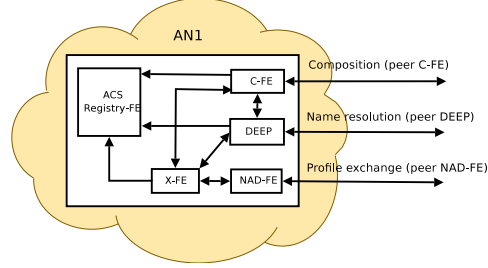 AN1
Composition (peer C-FE)
C-FE
ACS
Registry-FE
Name resolution (peer DEEP)
DEEP
Profile exchange (peer NAD-FE)
X-FE
NAD-FE